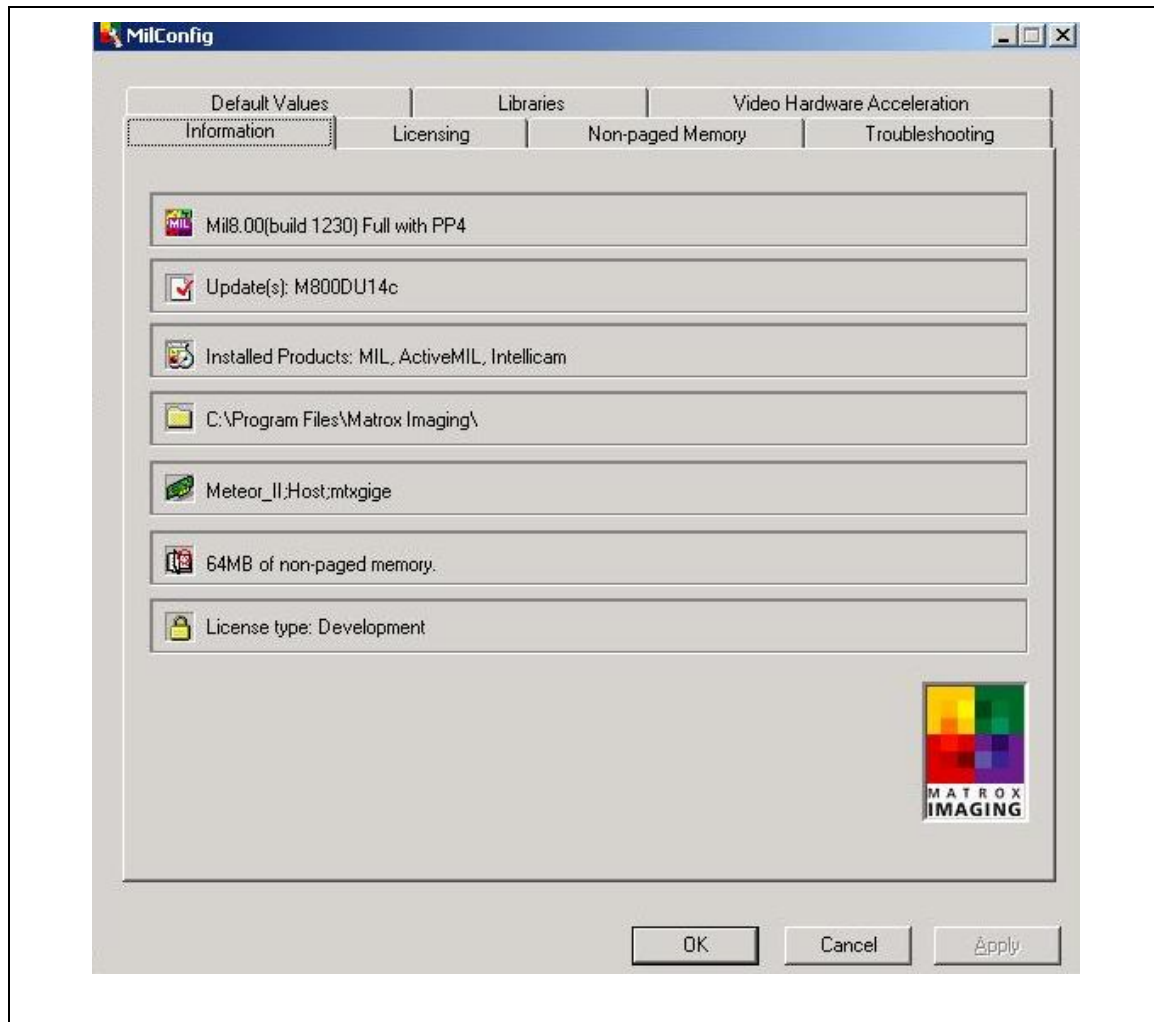 MilConfig
Default Values Libraries Video Hardware Acceleration
Information Licensing Non-paged Memory Troubleshooting
MIL Mil8.00(build 1230) Full with PP4
Update(s): M800DU14c
Installed Products: MIL, ActiveMIL, Intellicam
C:\Program Files\Matrox Imaging\
Meteor_II;Host;mtxgige
64MB of non-paged memory.
License type: Development
MATROX
IMAGING
OK Cancel Apply